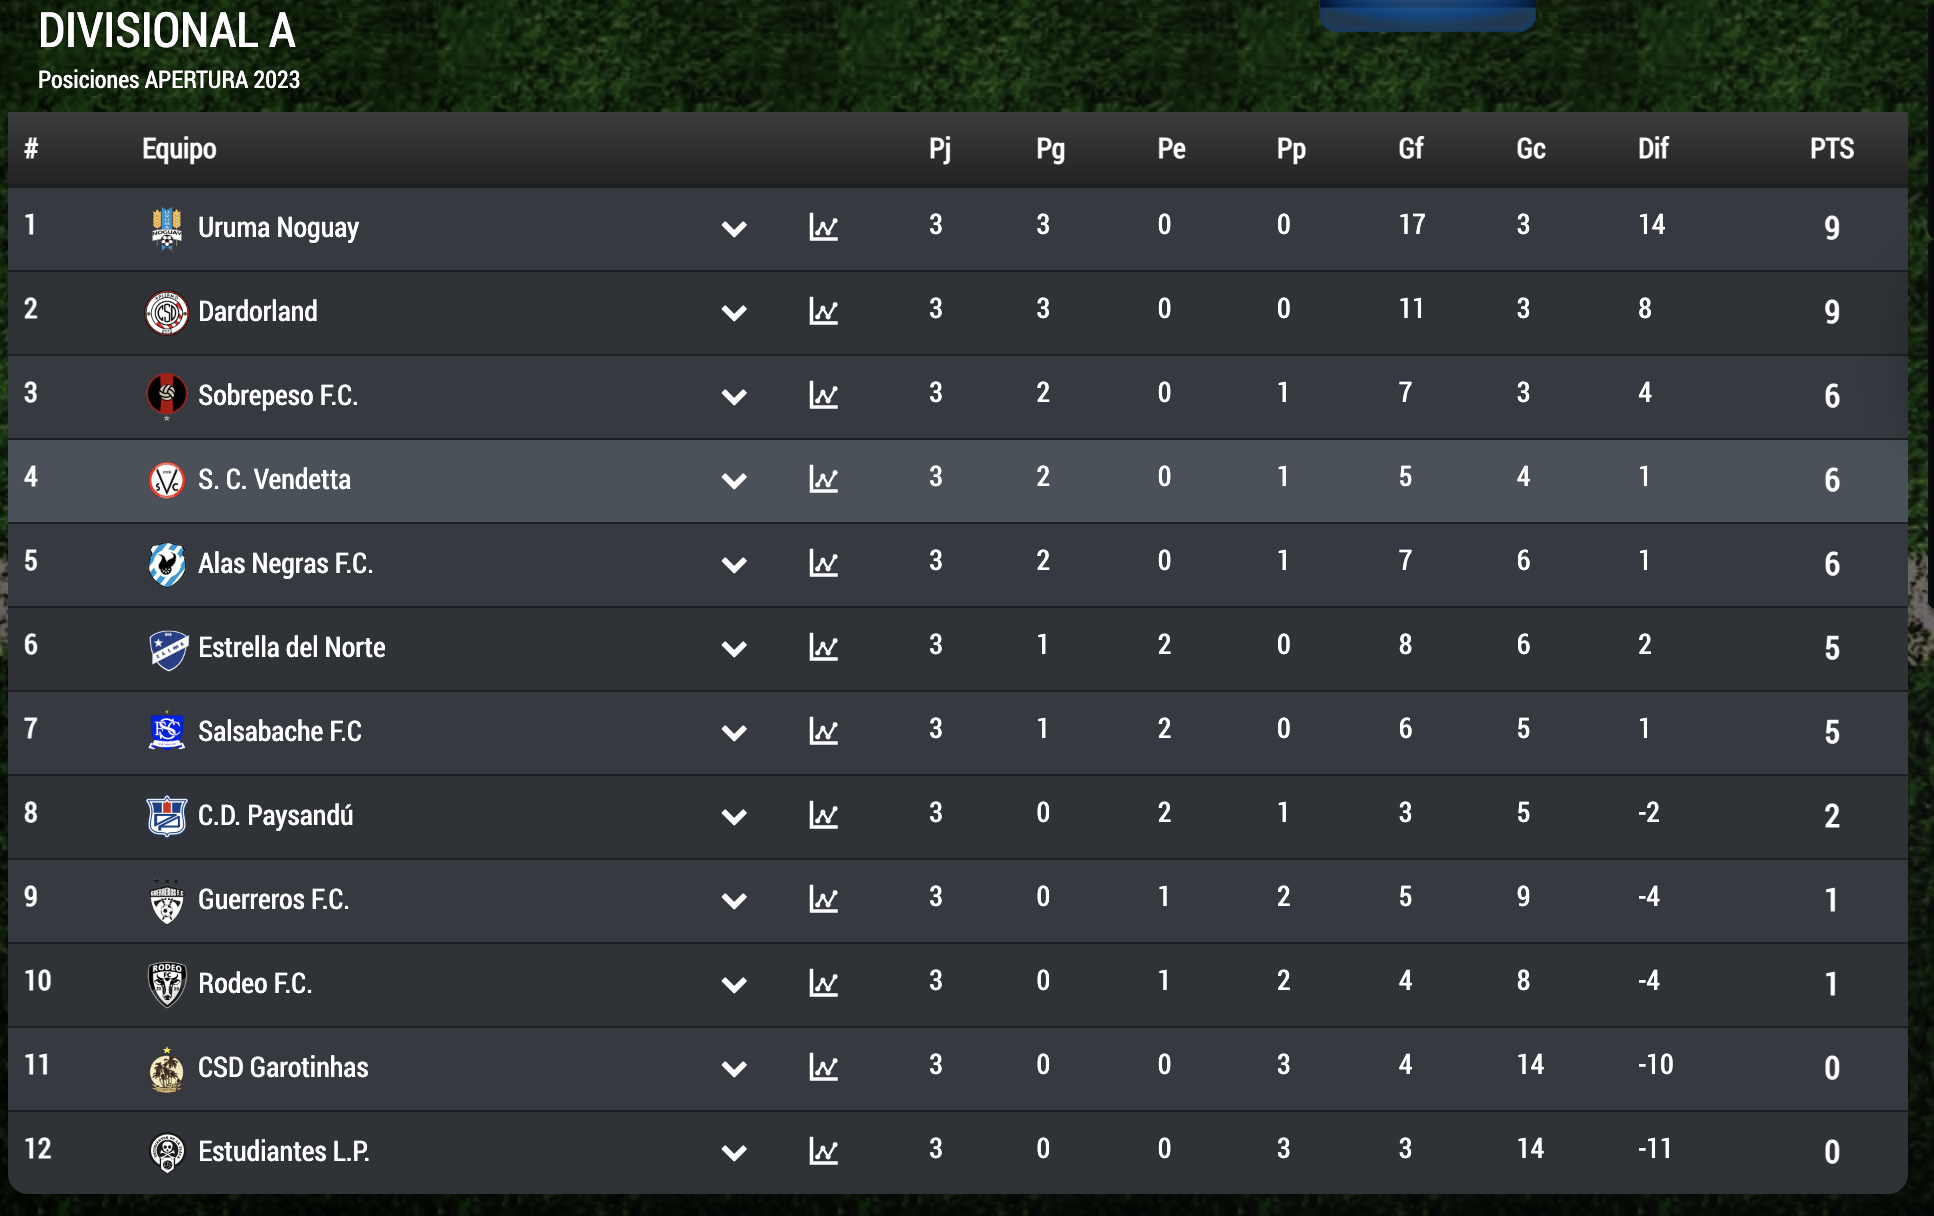 DIVISIONAL A
Posiciones APERTURA 2023
# Equipo Pj Pg Pe Pp Gf Gc Dif PTS
1 Uruma Noguay 3 3 0 0 17 3 14 9
2 Dardorland 3 3 0 0 11 3 8 9
3 Sobrepeso F.C. 3 2 0 1 7 3 4 6
4 S. C. Vendetta 3 2 0 1 5 4 1 6
5 Alas Negras F.C. 3 2 0 1 7 6 1 6
6 Estrella del Norte 3 1 2 0 8 6 2 5
7 Salsabache F.C 3 1 2 0 6 5 1 5
8 C.D. Paysandú 3 0 2 1 3 5 -2 2
9 Guerreros F.C. 3 0 1 2 5 9 -4 1
10 Rodeo F.C. 3 0 1 2 4 8 -4 1
11 CSD Garotinhas 3 0 0 3 4 14 -10 0
12 Estudiantes L.P. 3 0 0 3 3 14 -11 0